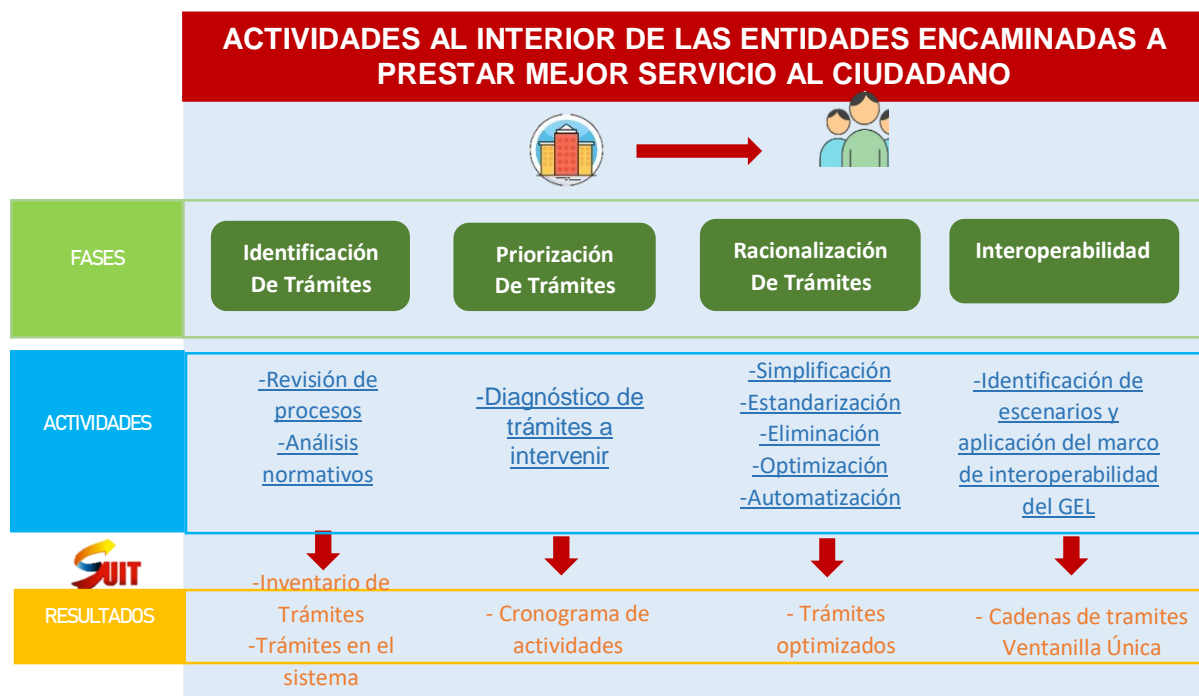 ACTIVIDADES AL INTERIOR DE LAS ENTIDADES ENCAMINADAS A
PRESTAR MEJOR SERVICIO AL CIUDADANO
FASES
Identificación
De Trámites
Priorización
De Trámites
Racionalización
De Trámites
Interoperabilidad
ACTIVIDADES
-Revisión de
procesos
-Análisis
normativos
-Diagnóstico de
trámites a
intervenir
-Simplificación
-Estandarización
-Eliminación
-Optimización
-Automatización
-Identificación de
escenarios y
aplicación del marco
de interoperabilidad
del GEL
SUIT
RESULTADOS
-Inventario de
Trámites
-Trámites en el
sistema
- Cronograma de
actividades
- Trámites
optimizados
- Cadenas de tramites
Ventanilla Única